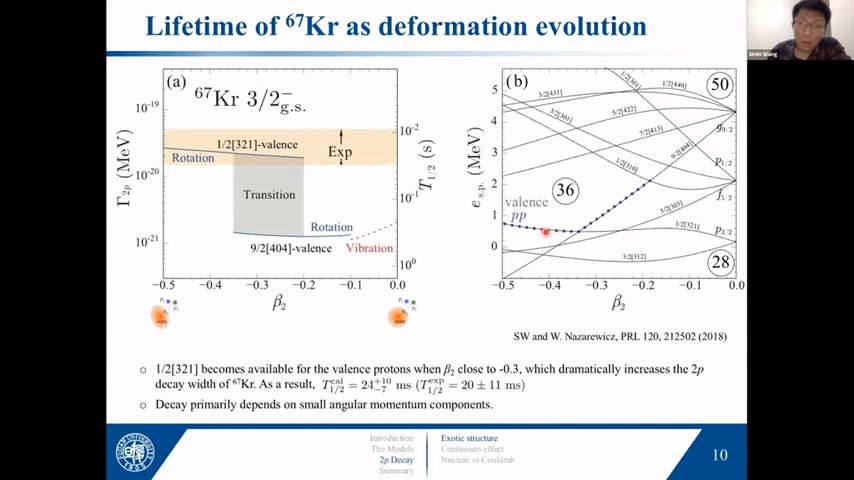 Lifetime of ⁶⁷Kr as deformation evolution
Simin Wang
(a)
⁶⁷Kr 3/2⁻g.s.
1/2[321]-valence
Rotation
Exp
Transition
Rotation
9/2[404]-valence
Vibration
Γ2p (MeV)
10⁻¹⁹
10⁻²⁰
10⁻²¹
T1/2 (s)
10⁻²
10⁻¹
10⁰
−0.5 −0.4 −0.3 −0.2 −0.1 0.0
β2
(b)
e s.p. (MeV)
5
4
3
2
1
0
50
36
28
valence
pp
1/2[301]
1/2[440]
3/2[431]
3/2[301]
5/2[422]
7/2[413]
9/2[404]
1/2[310]
5/2[303]
1/2[321]
3/2[312]
g9/2
p1/2
f5/2
p3/2
−0.5 −0.4 −0.3 −0.2 −0.1 0.0
β2
SW and W. Nazarewicz, PRL 120, 212502 (2018)
○ 1/2[321] becomes available for the valence protons when β2 close to -0.3, which dramatically increases the 2p
decay width of ⁶⁷Kr. As a result, T1/2^cal = 24 +10 −7 ms (T1/2^exp = 20 ± 11 ms)
○ Decay primarily depends on small angular momentum components.
Introduction
The Models
2p Decay
Summary
Exotic structure
Continuum effect
Nuclear vs Coulomb
10